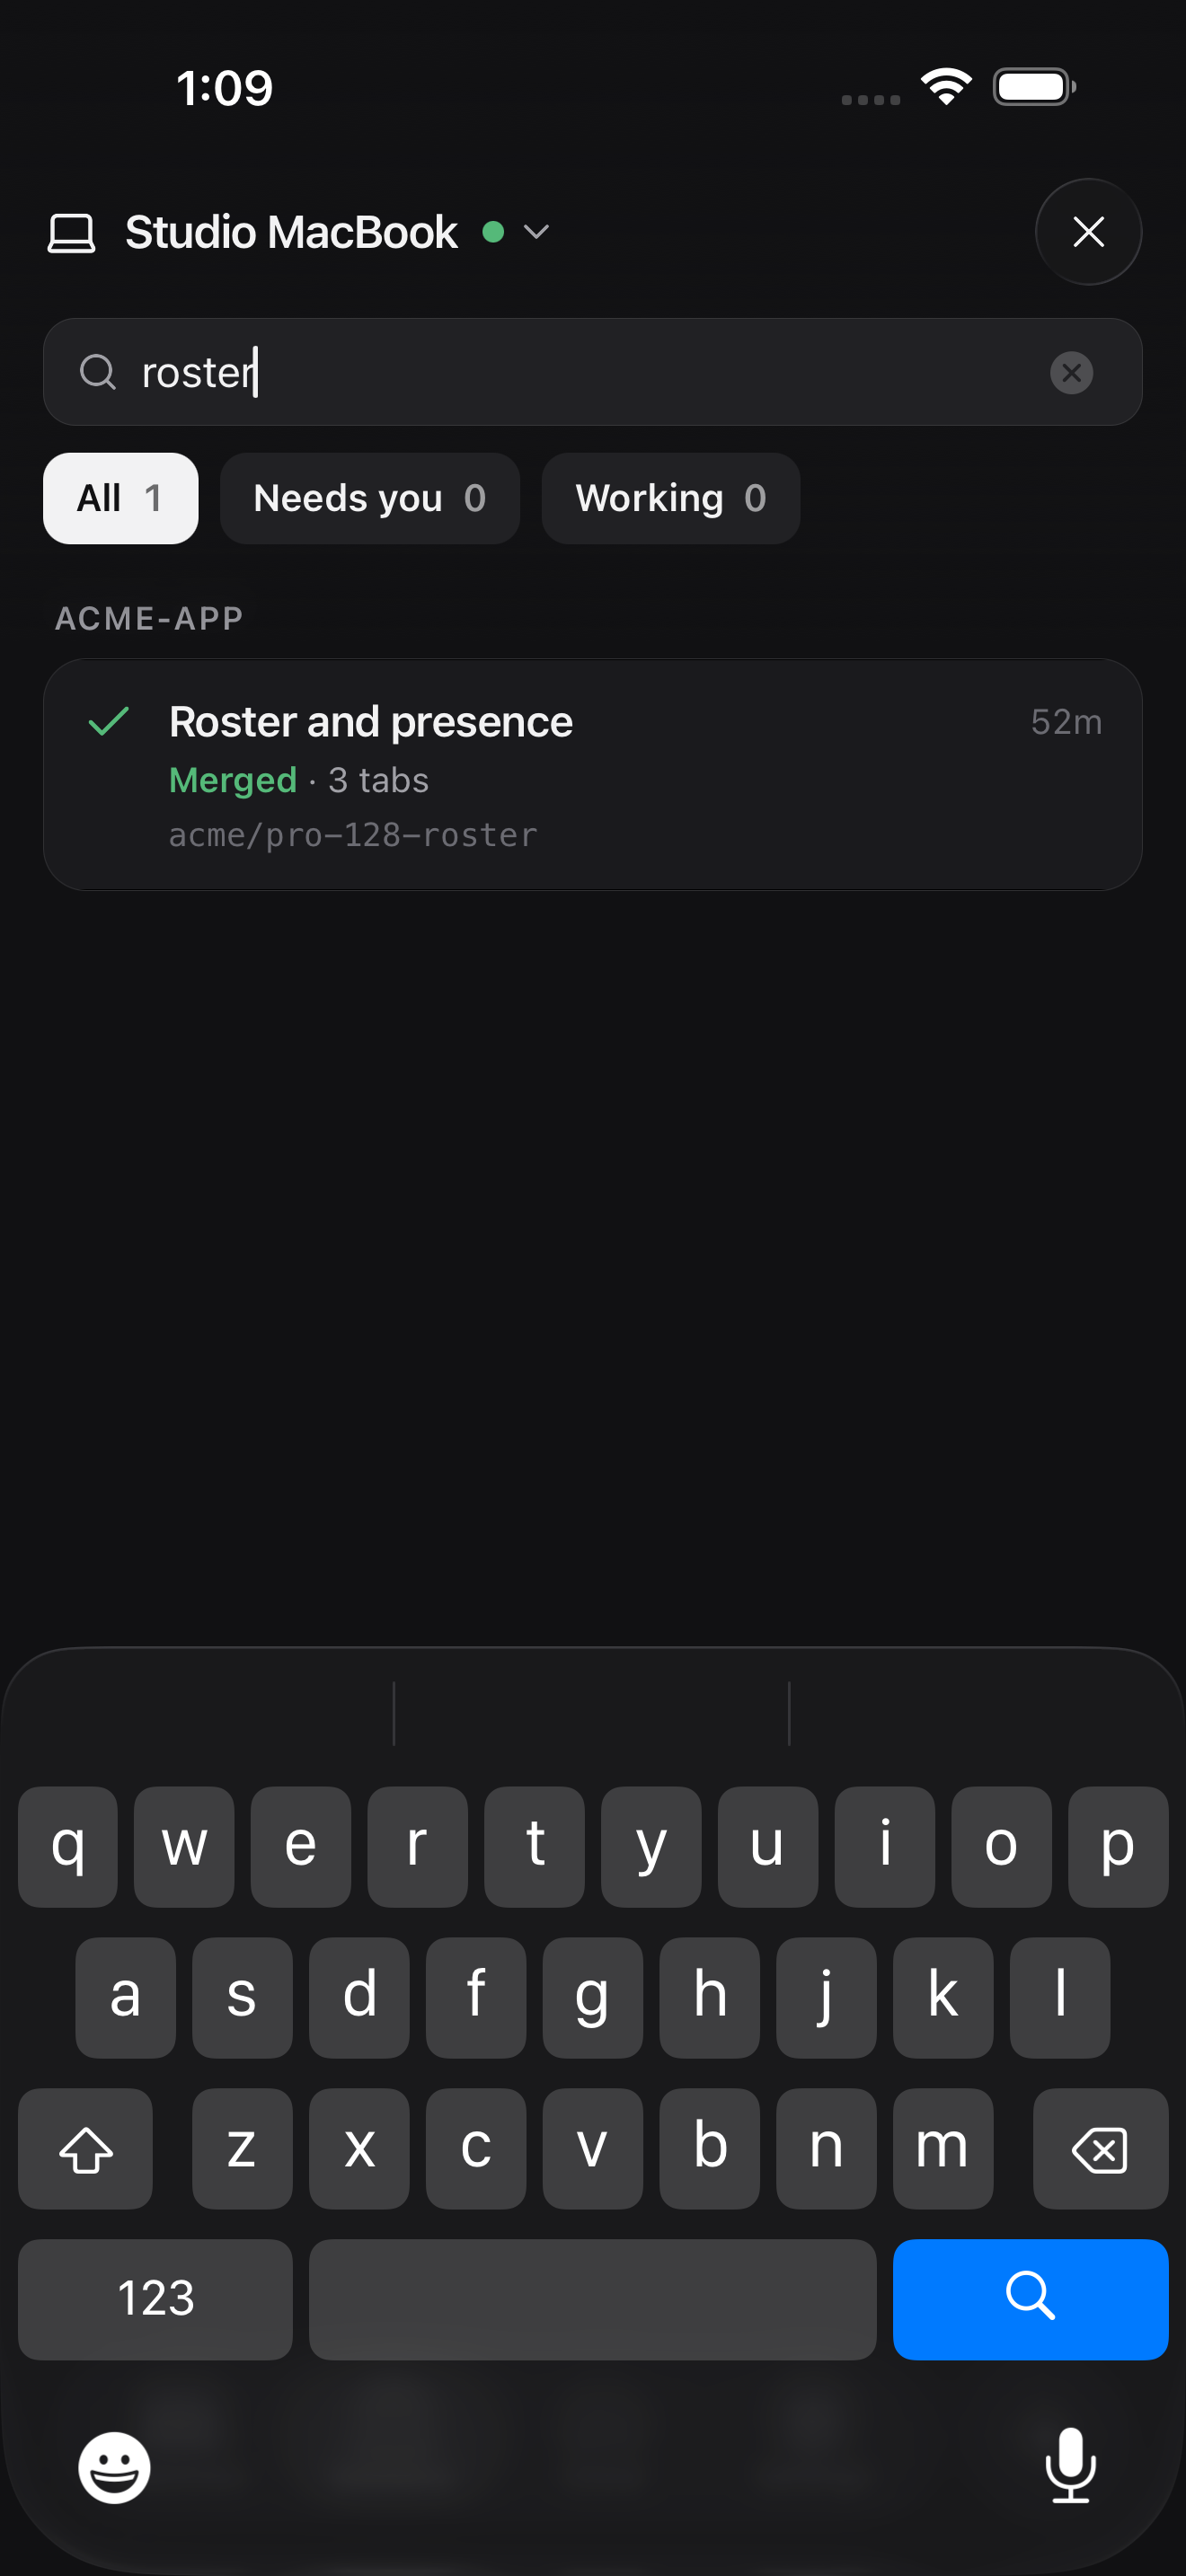 1:09
Studio MacBook
roster
All 1 Needs you 0 Working 0
ACME-APP
Roster and presence 52m
Merged · 3 tabs
acme/pro-128-roster
q w e r t y u i o p
a s d f g h j k l
z x c v b n m
123